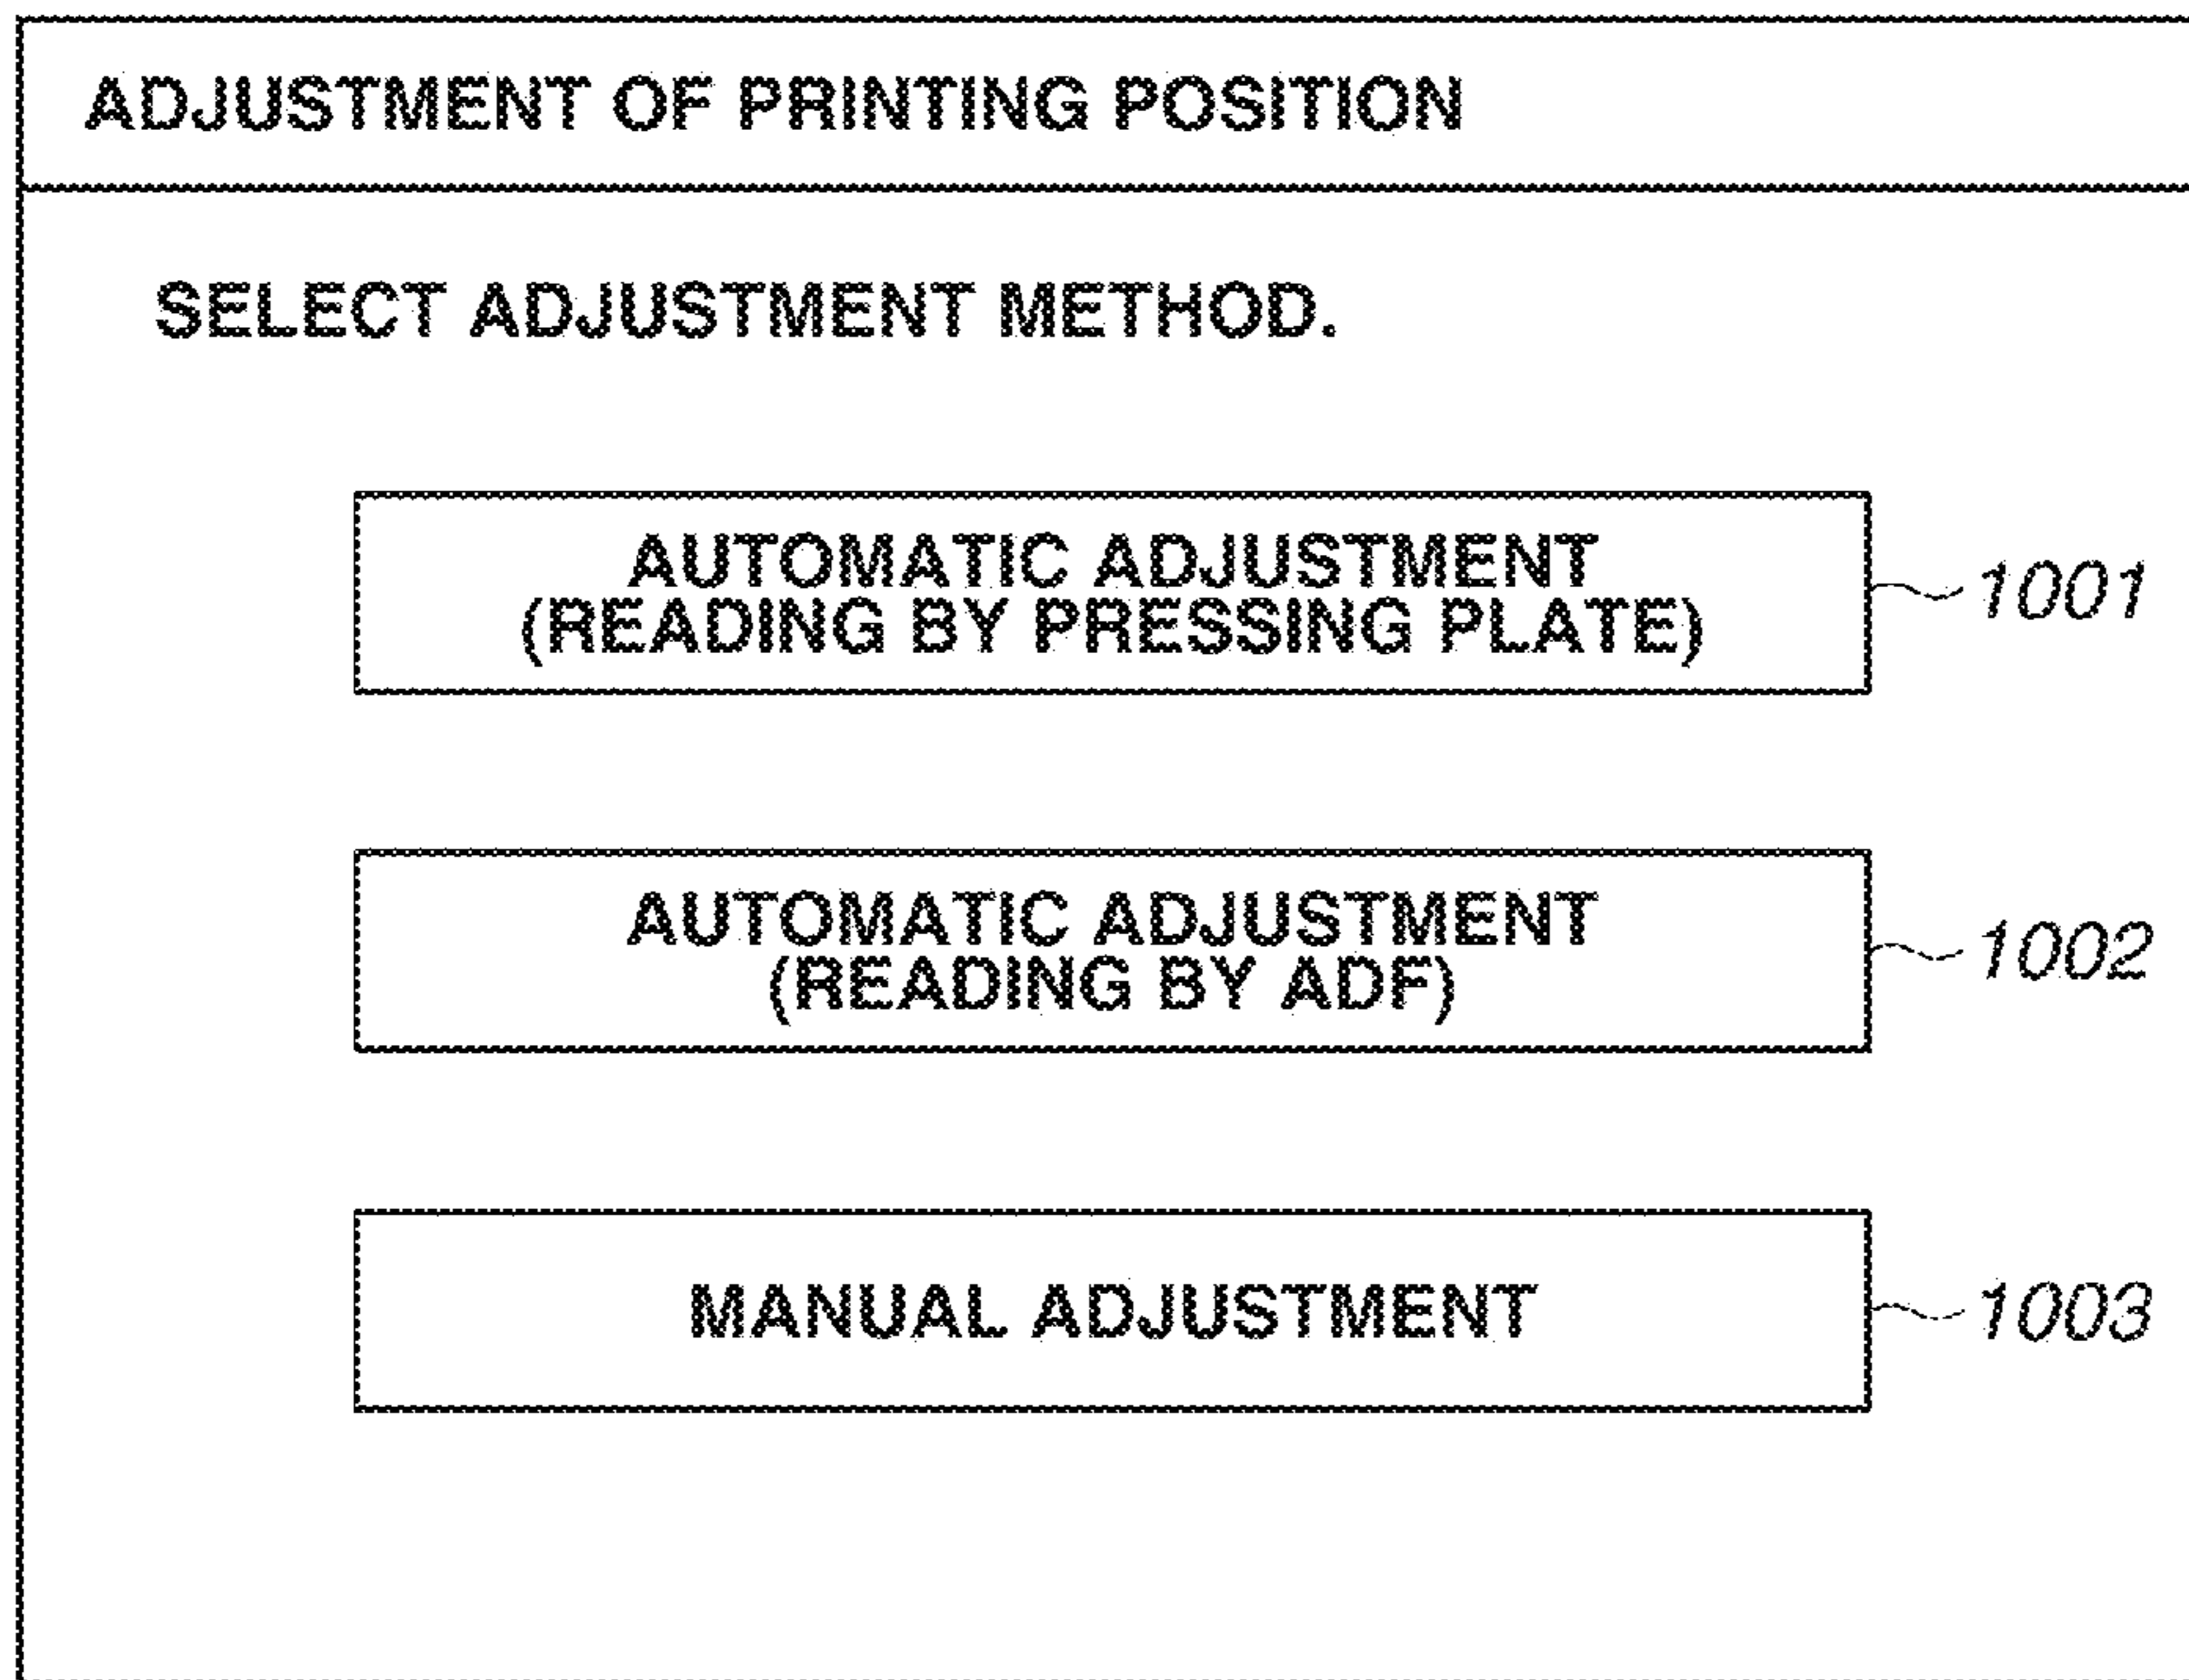 ADJUSTMENT OF PRINTING POSITION
SELECT ADJUSTMENT METHOD.
AUTOMATIC ADJUSTMENT
(READING BY PRESSING PLATE)
1001
AUTOMATIC ADJUSTMENT
(READING BY ADF)
1002
MANUAL ADJUSTMENT
1003